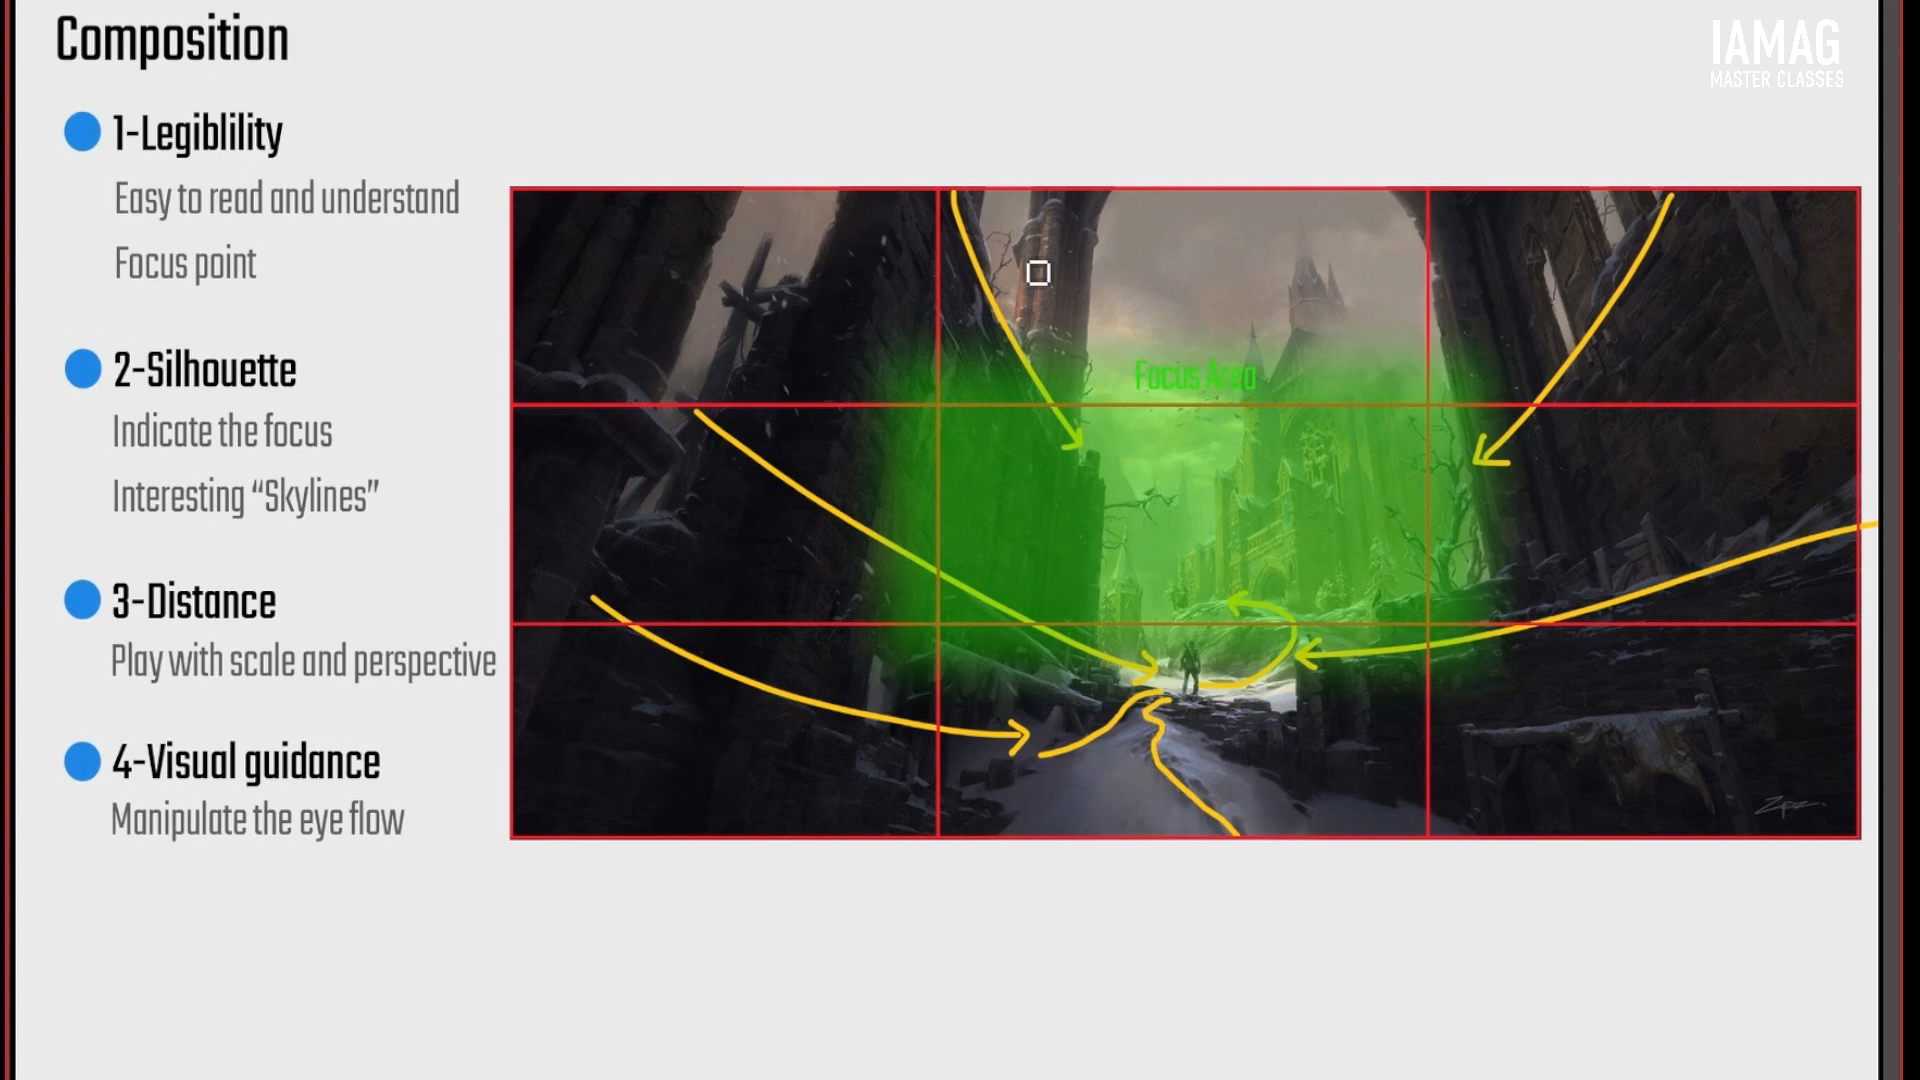 Composition
IAMAG
MASTER CLASSES
1-Legiblility
Easy to read and understand
Focus point
2-Silhouette
Indicate the focus
Interesting “Skylines”
3-Distance
Play with scale and perspective
4-Visual guidance
Manipulate the eye flow
Focus Area